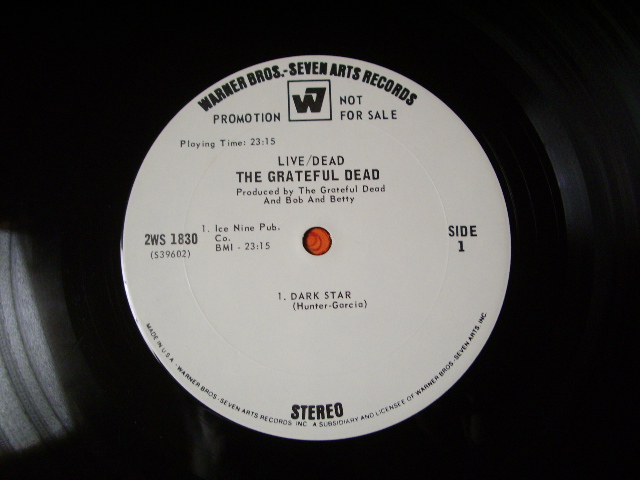 WARNER BROS.-SEVEN ARTS RECORDS
W7
PROMOTION
NOT
FOR SALE
Playing Time: 23:15
LIVE/DEAD
THE GRATEFUL DEAD
Produced by The Grateful Dead
And Bob And Betty
2WS 1830
(S39602)
1. Ice Nine Pub.
Co.
BMI - 23:15
SIDE
1
1. DARK STAR
(Hunter-Garcia)
STEREO
MADE IN U.S.A. - WARNER BROS.-SEVEN ARTS RECORDS INC. A SUBSIDIARY AND LICENSEE OF WARNER BROS.-SEVEN ARTS, INC.